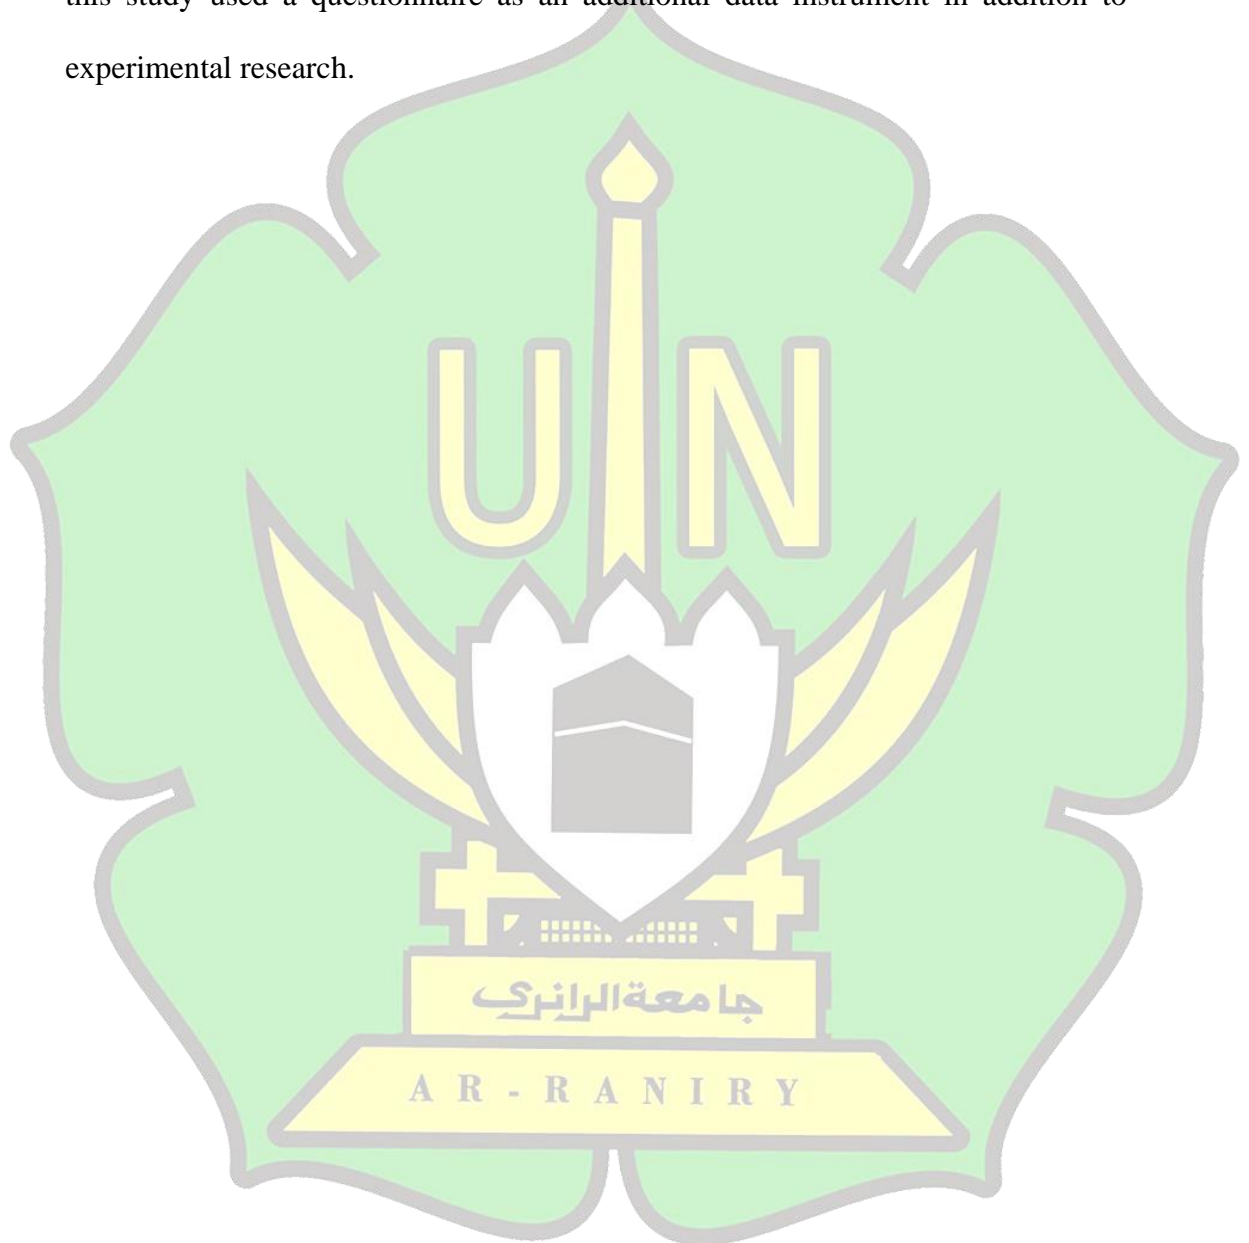 this study used a questionnaire as an additional data instrument in addition to
experimental research.
UIN
جامعة الرانري
AR-RANIRY